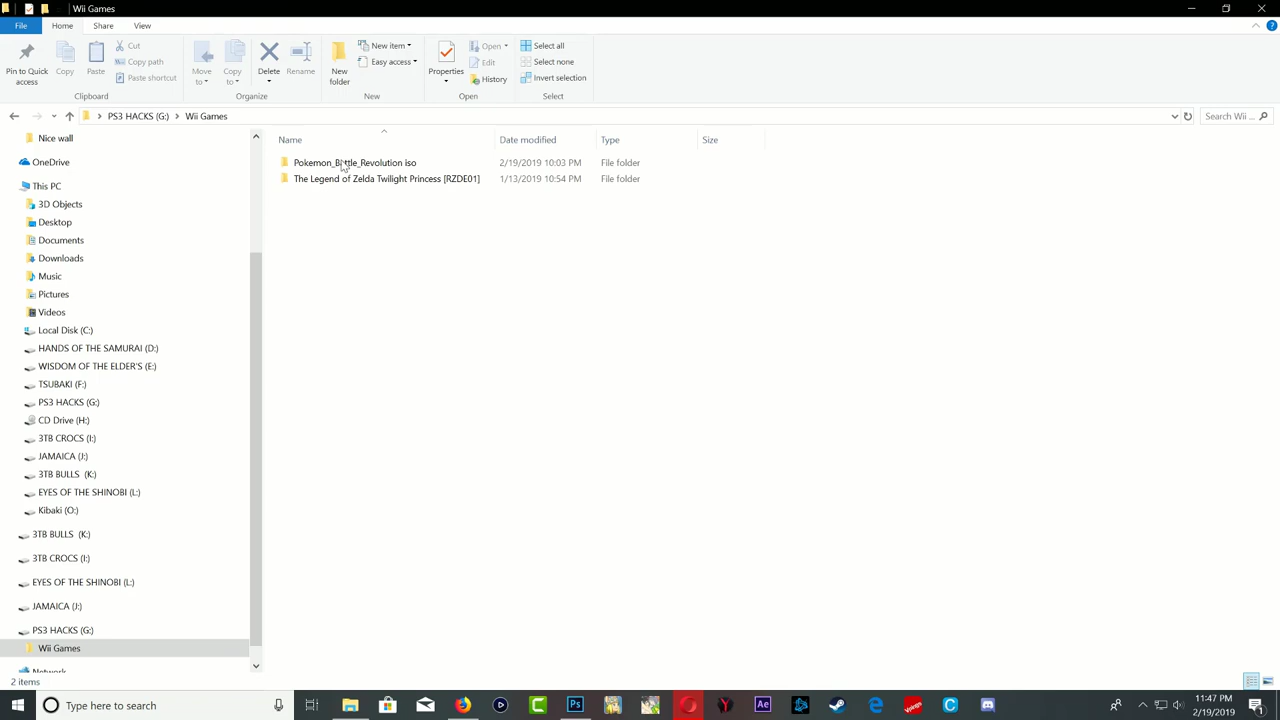 Wii Games
File Home Share View
Pin to Quick access
Copy
Paste
Cut
Copy path
Paste shortcut
Clipboard
Move to
Copy to
Delete
Rename
Organize
New folder
New item
Easy access
New
Properties
Open
Edit
History
Open
Select all
Select none
Invert selection
Select
PS3 HACKS (G:) Wii Games
Search Wii ...
Nice wall
OneDrive
This PC
3D Objects
Desktop
Documents
Downloads
Music
Pictures
Videos
Local Disk (C:)
HANDS OF THE SAMURAI (D:)
WISDOM OF THE ELDER'S (E:)
TSUBAKI (F:)
PS3 HACKS (G:)
CD Drive (H:)
3TB CROCS (I:)
JAMAICA (J:)
3TB BULLS (K:)
EYES OF THE SHINOBI (L:)
Kibaki (O:)
3TB BULLS (K:)
3TB CROCS (I:)
EYES OF THE SHINOBI (L:)
JAMAICA (J:)
PS3 HACKS (G:)
Wii Games
Network
Name Date modified Type Size
Pokemon_Battle_Revolution iso 2/19/2019 10:03 PM File folder
The Legend of Zelda Twilight Princess [RZDE01] 1/13/2019 10:54 PM File folder
2 items
Type here to search
Ps
Ae
11:47 PM
2/19/2019